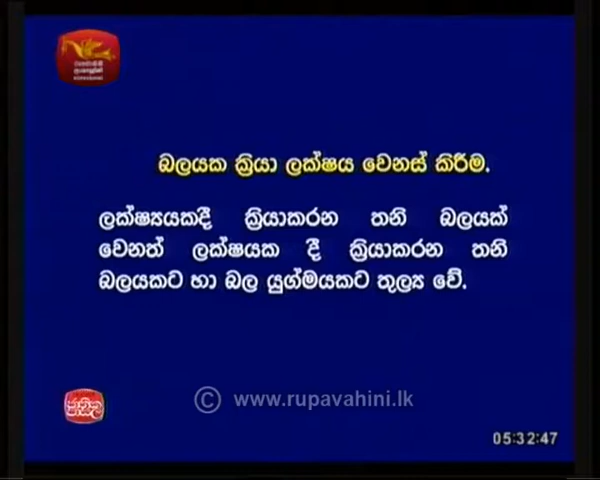 බලයක ක්‍රියා ලක්ෂය වෙනස් කිරීම.
ලක්ෂ්‍යයකදී ක්‍රියාකරන තනි බලයක්
වෙනත් ලක්ෂයක දී ක්‍රියාකරන තනි
බලයකට හා බල යුග්මයකට තුල්‍ය වේ.
© www.rupavahini.lk
05:32:47